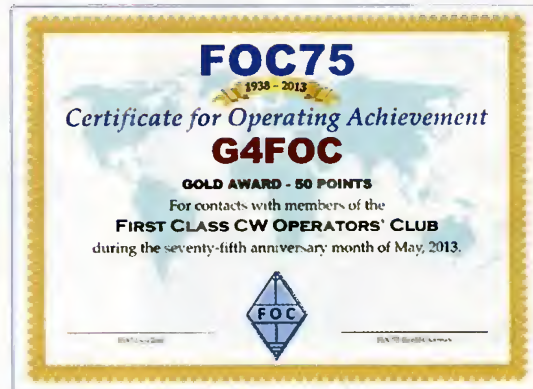 FOC75
1938 - 2013
Certificate for Operating Achievement
G4FOC
GOLD AWARD - 50 POINTS
For contacts with members of the
FIRST CLASS CW OPERATORS' CLUB
during the seventy-fifth anniversary month of May, 2013.
FOC